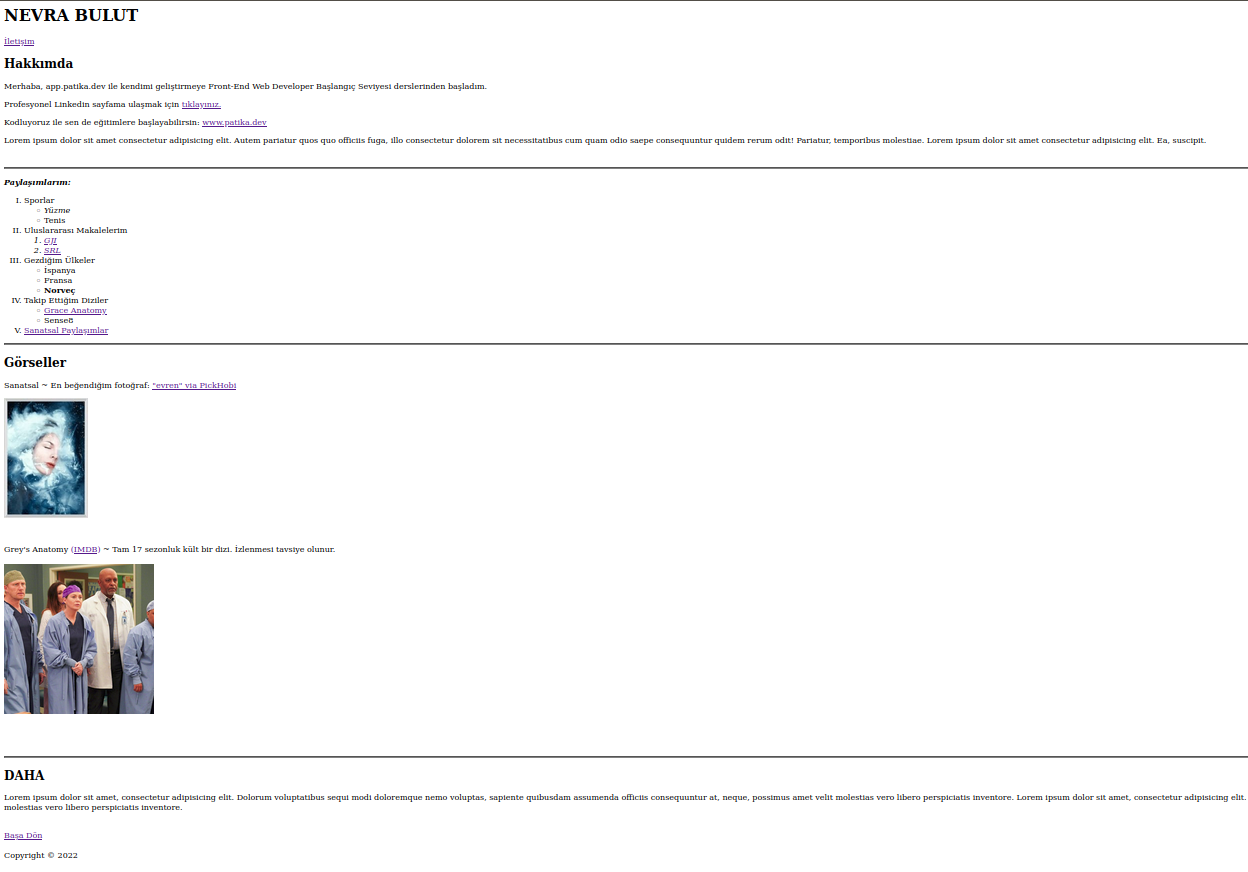 NEVRA BULUT
İletişim
Hakkımda
Merhaba, app.patika.dev ile kendimi geliştirmeye Front-End Web Developer Başlangıç Seviyesi derslerinden başladım.
Profesyonel Linkedin sayfama ulaşmak için tıklayınız.
Kodluyoruz ile sen de eğitimlere başlayabilirsin: www.patika.dev
Lorem ipsum dolor sit amet consectetur adipisicing elit. Autem pariatur quos quo officiis fuga, illo consectetur dolorem sit necessitatibus cum quam odio saepe consequuntur quidem rerum odit! Pariatur, temporibus molestiae. Lorem ipsum dolor sit amet consectetur adipisicing elit. Ea, suscipit.
Paylaşımlarım:
I. Sporlar
◦ Yüzme
◦ Tenis
II. Uluslararası Makalelerim
1. GJI
2. SRL
III. Gezdiğim Ülkeler
◦ İspanya
◦ Fransa
◦ Norveç
IV. Takip Ettiğim Diziler
◦ Grace Anatomy
◦ Sense8
V. Sanatsal Paylaşımlar
Görseller
Sanatsal ~ En beğendiğim fotoğraf: "evren" via PickHobi
Grey's Anatomy (IMDB) ~ Tam 17 sezonluk kült bir dizi. İzlenmesi tavsiye olunur.
DAHA
Lorem ipsum dolor sit amet, consectetur adipisicing elit. Dolorum voluptatibus sequi modi doloremque nemo voluptas, sapiente quibusdam assumenda officiis consequuntur at, neque, possimus amet velit molestias vero libero perspiciatis inventore. Lorem ipsum dolor sit amet, consectetur adipisicing elit.
molestias vero libero perspiciatis inventore.
Başa Dön
Copyright © 2022